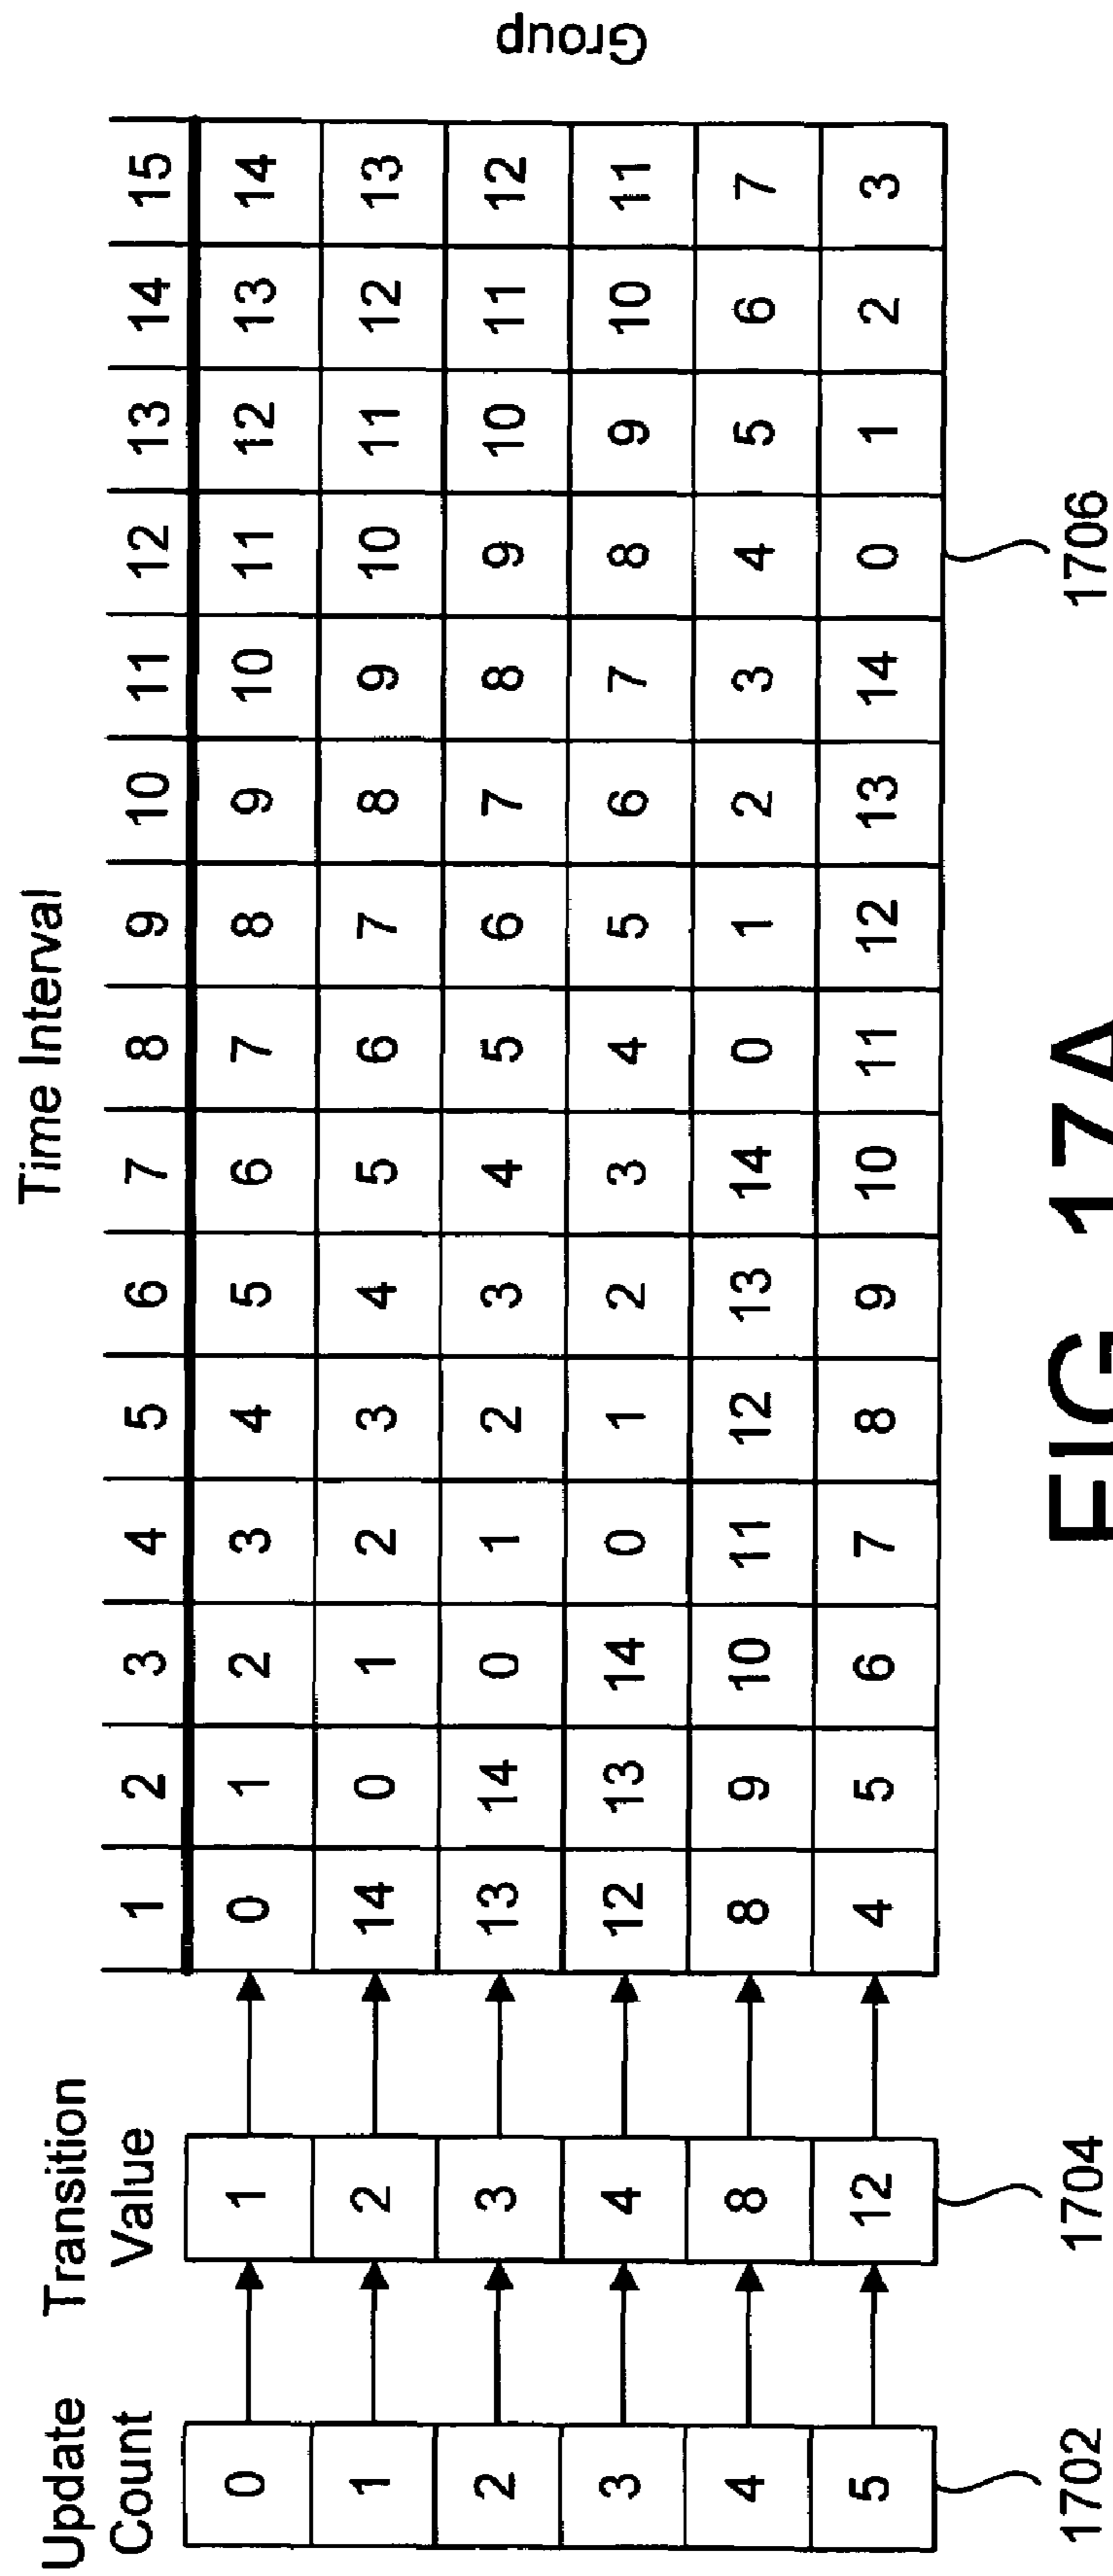 Time Interval
Update Count
Transition Value
1 2 3 4 5 6 7 8 9 10 11 12 13 14 15
0 1 0 1 2 3 4 5 6 7 8 9 10 11 12 13 14
1 2 14 0 1 2 3 4 5 6 7 8 9 10 11 12 13
2 3 13 14 0 1 2 3 4 5 6 7 8 9 10 11 12
3 4 12 13 14 0 1 2 3 4 5 6 7 8 9 10 11
4 8 8 9 10 11 12 13 14 0 1 2 3 4 5 6 7
5 12 4 5 6 7 8 9 10 11 12 13 14 0 1 2 3
Group
1702
1704
1706
FIG 17A